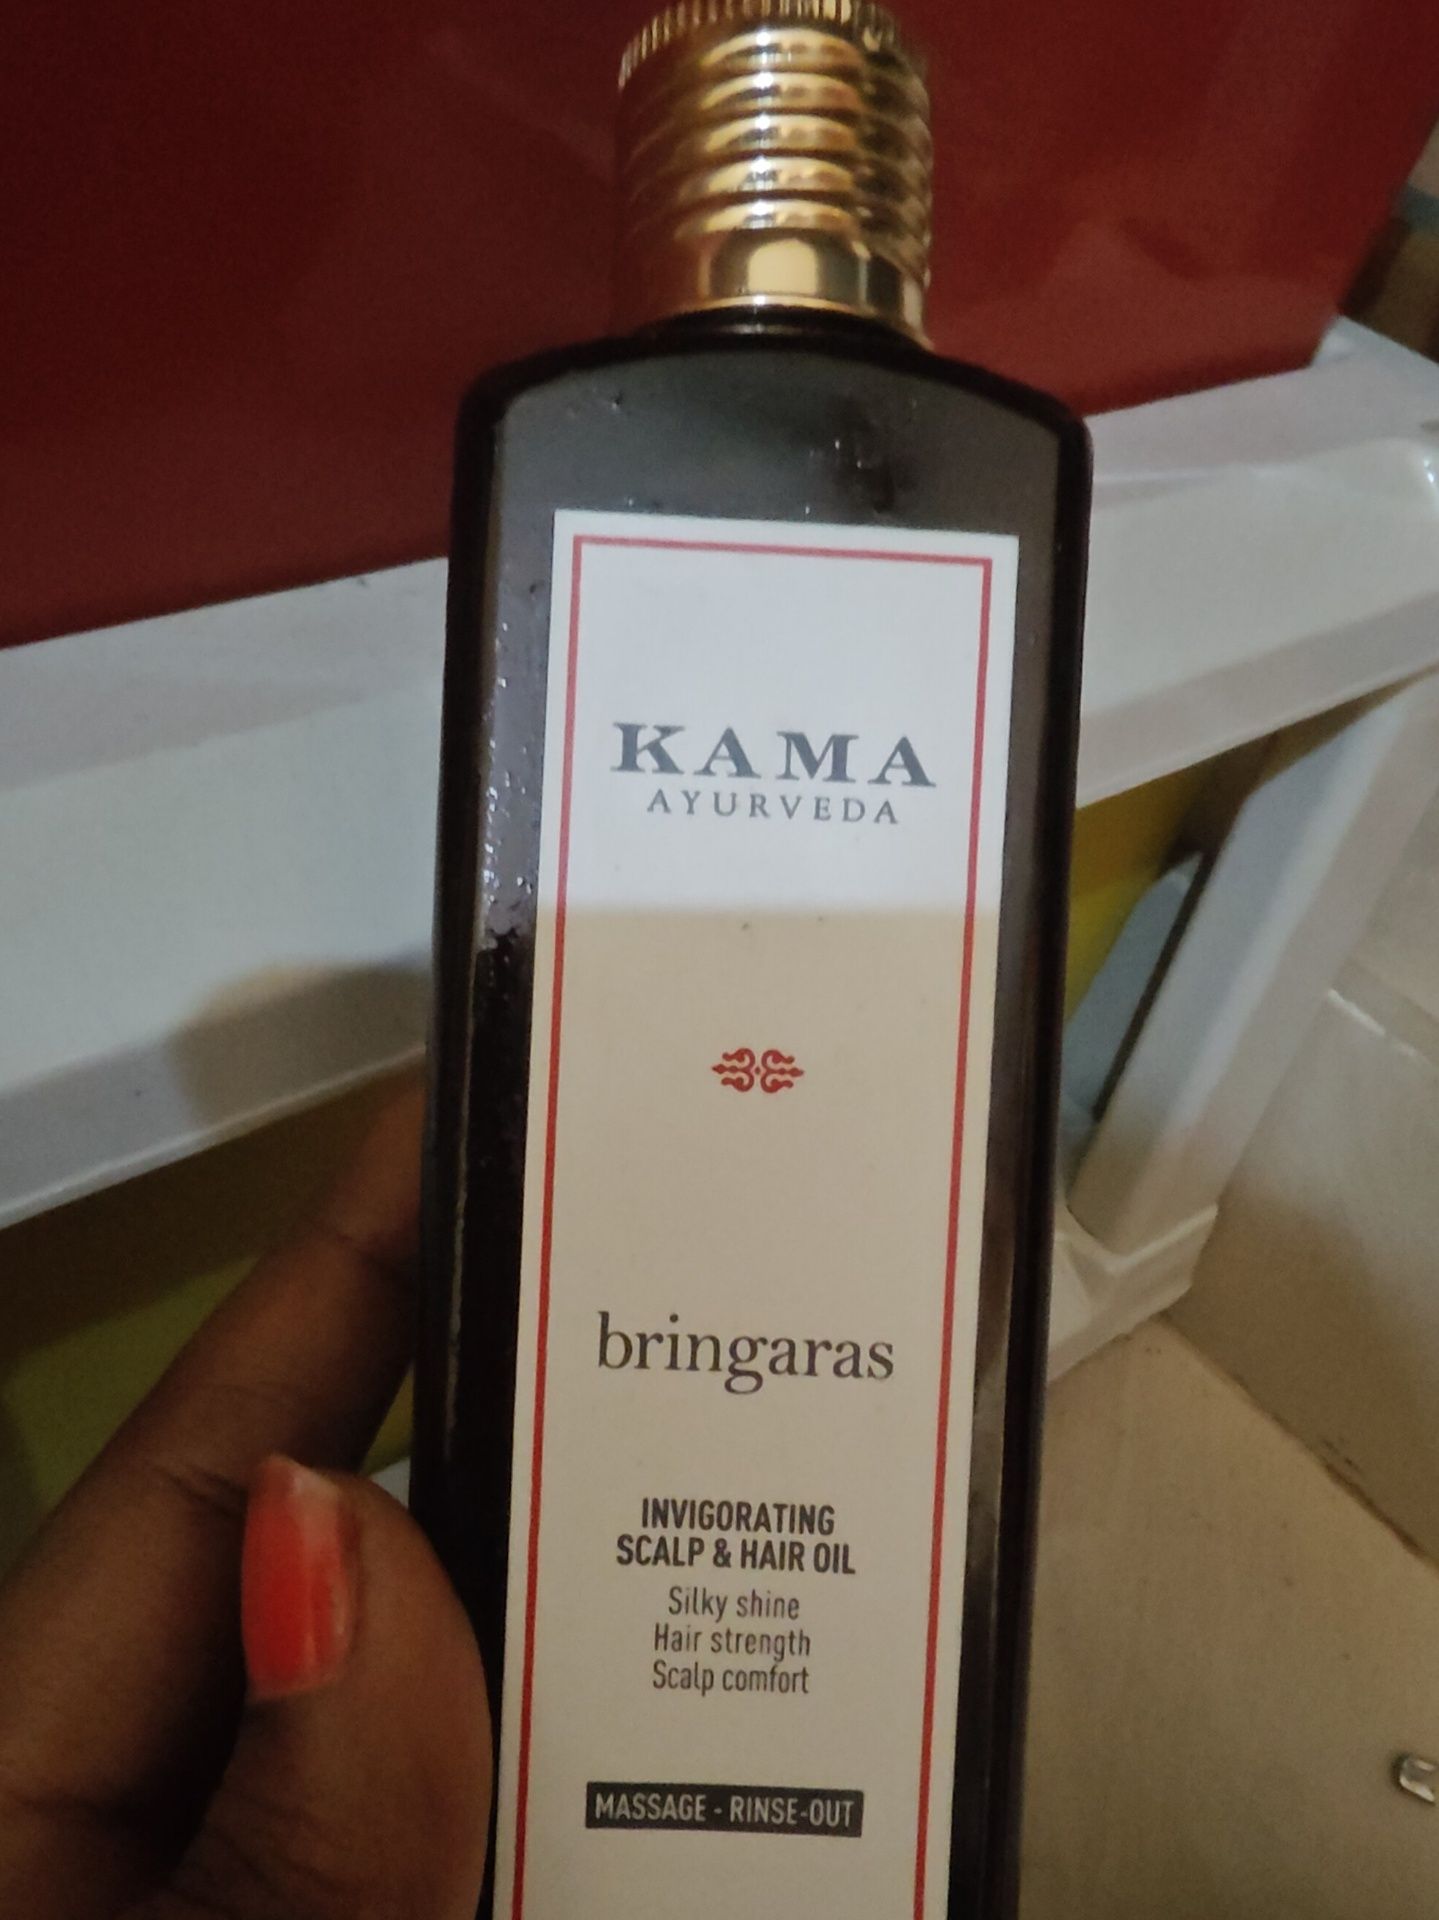 KAMA
AYURVEDA
bringaras
INVIGORATING
SCALP & HAIR OIL
Silky shine
Hair strength
Scalp comfort
MASSAGE - RINSE-OUT